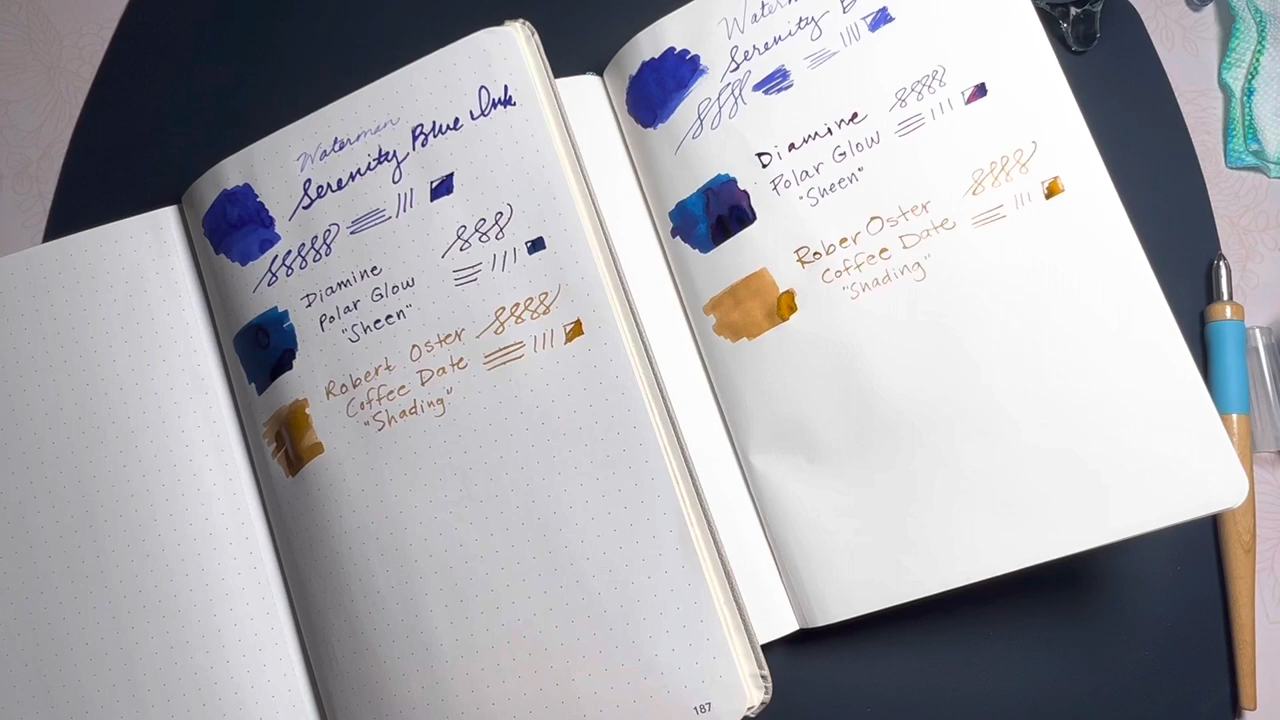 Waterman
Serenity Blue Ink
Diamine
Polar Glow
"Sheen"
Robert Oster
Coffee Date
"Shading"
187
Serenity B
Diamine
Polar Glow
"Sheen"
Rober Oster
Coffee Date
"Shading"